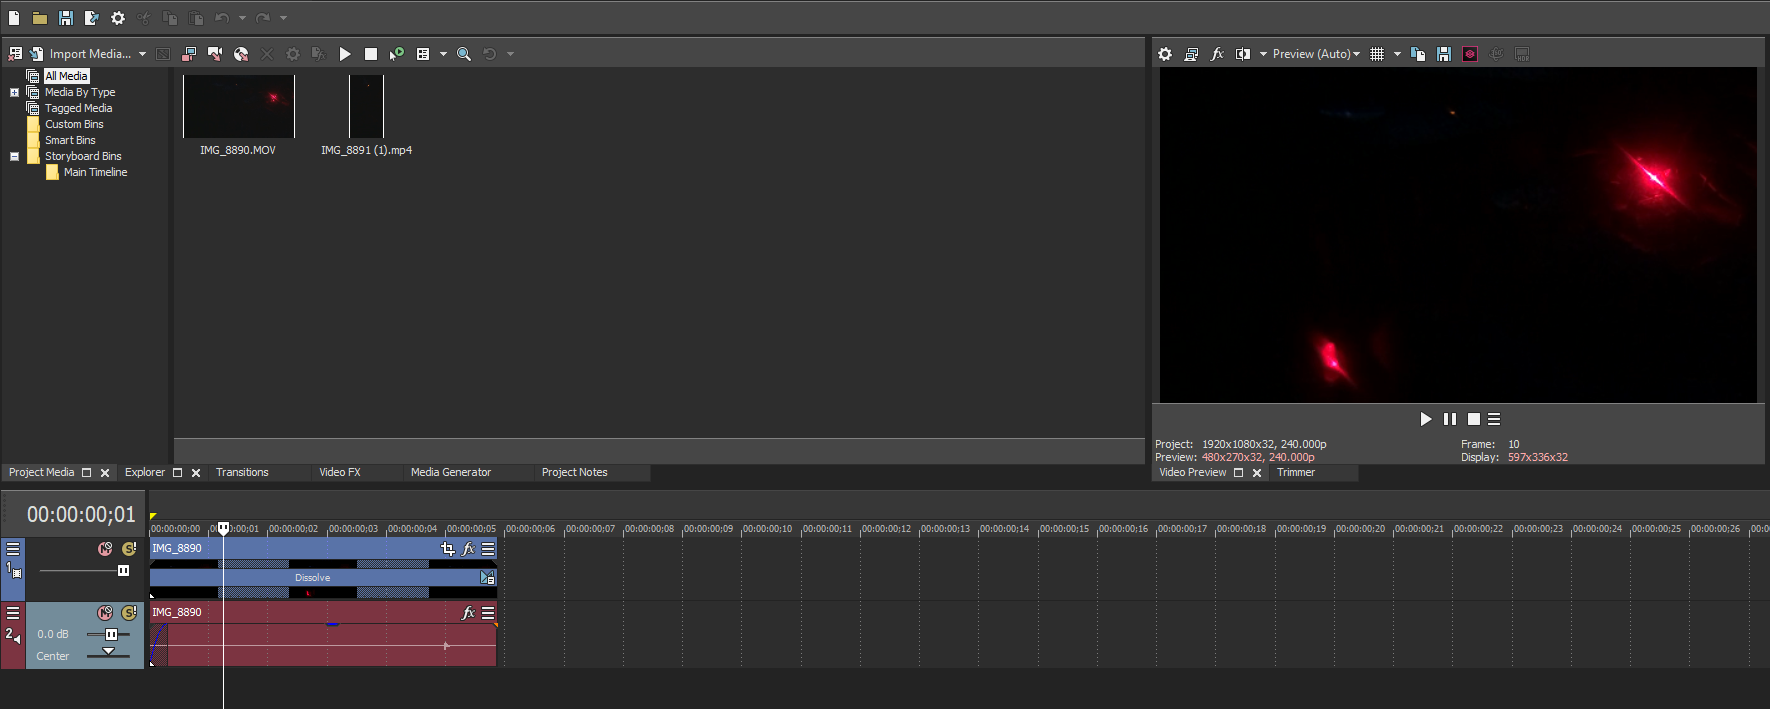 Import Media...
Preview (Auto)
All Media
Media By Type
Tagged Media
Custom Bins
Smart Bins
Storyboard Bins
Main Timeline
IMG_8890.MOV
IMG_8891 (1).mp4
Project: 1920x1080x32, 240.000p
Frame: 10
Preview: 480x270x32, 240.000p
Display: 597x336x32
Project Media
Explorer
Transitions
Video FX
Media Generator
Project Notes
Video Preview
Trimmer
00:00:00;01
00:00:00;00 00:00:00;01 00:00:00;02 00:00:00;03 00:00:00;04 00:00:00;05 00:00:00;06 00:00:00;07 00:00:00;08 00:00:00;09 00:00:00;10 00:00:00;11 00:00:00;12 00:00:00;13 00:00:00;14 00:00:00;15 00:00:00;16 00:00:00;17 00:00:00;18 00:00:00;19 00:00:00;20 00:00:00;21 00:00:00;22 00:00:00;23 00:00:00;24 00:00:00;25 00:00:00;26
1
IMG_8890
Dissolve
2
IMG_8890
0.0 dB
Center